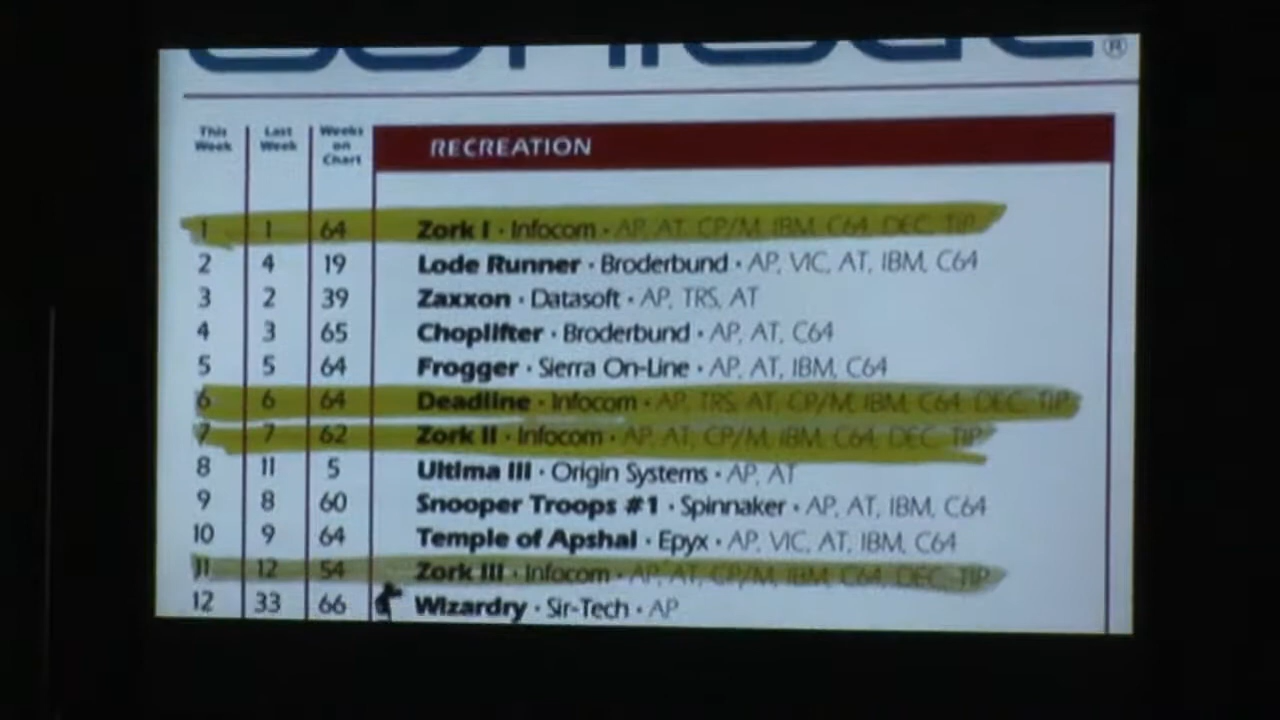 ®
This Week
Last Week
Weeks on Chart
RECREATION
1 1 64 Zork I · Infocom · AP, AT, CP/M, IBM, C64, DEC, TIP
2 4 19 Lode Runner · Broderbund · AP, VIC, AT, IBM, C64
3 2 39 Zaxxon · Datasoft · AP, TRS, AT
4 3 65 Choplifter · Broderbund · AP, AT, C64
5 5 64 Frogger · Sierra On-Line · AP, AT, IBM, C64
6 6 64 Deadline · Infocom · AP, TRS, AT, CP/M, IBM, C64, DEC, TIP
7 7 62 Zork II · Infocom · AP, AT, CP/M, IBM, C64, DEC, TIP
8 11 5 Ultima III · Origin Systems · AP, AT
9 8 60 Snooper Troops #1 · Spinnaker · AP, AT, IBM, C64
10 9 64 Temple of Apshai · Epyx · AP, VIC, AT, IBM, C64
11 12 54 Zork III · Infocom · AP, AT, CP/M, IBM, C64, DEC, TIP
12 33 66 Wizardry · Sir-Tech · AP